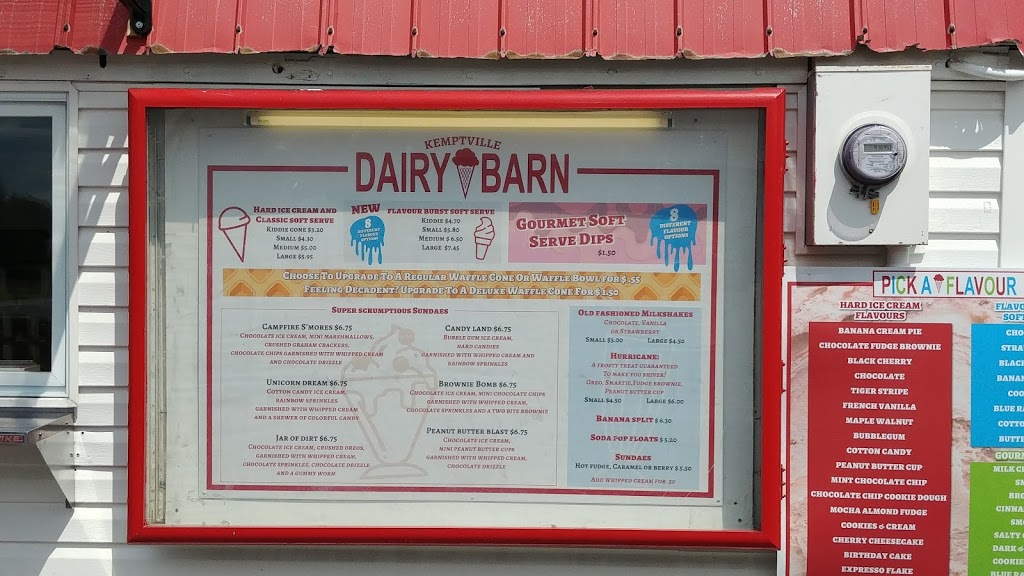 KEMPTVILLE
DAIRY BARN
HARD ICE CREAM AND
CLASSIC SOFT SERVE
KIDDIE CONE $3.20
SMALL $4.30
MEDIUM $5.00
LARGE $5.95
NEW
8
DIFFERENT
FLAVOUR
OPTIONS
FLAVOUR BURST SOFT SERVE
KIDDIE $4.70
SMALL $5.80
MEDIUM $6.50
LARGE $7.45
GOURMET SOFT
SERVE DIPS
$1.50
8
DIFFERENT
FLAVOUR
OPTIONS
CHOOSE TO UPGRADE TO A REGULAR WAFFLE CONE OR WAFFLE BOWL FOR $.55
FEELING DECADENT? UPGRADE TO A DELUXE WAFFLE CONE FOR $1.50
SUPER SCRUMPTIOUS SUNDAES
CAMPFIRE S'MORES $6.75
CHOCOLATE ICE CREAM, MINI MARSHMALLOWS,
CRUSHED GRAHAM CRACKERS,
CHOCOLATE CHIPS GARNISHED WITH WHIPPED CREAM
AND CHOCOLATE DRIZZLE
UNICORN DREAM $6.75
COTTON CANDY ICE CREAM,
RAINBOW SPRINKLES
GARNISHED WITH WHIPPED CREAM
AND A SKEWER OF COLORFUL CANDY
JAR OF DIRT $6.75
CHOCOLATE ICE CREAM, CRUSHED OREOS,
GARNISHED WITH WHIPPED CREAM,
CHOCOLATE SPRINKLES, CHOCOLATE DRIZZLE
AND A GUMMY WORM
CANDY LAND $6.75
BUBBLE GUM ICE CREAM,
HARD CANDIES
GARNISHED WITH WHIPPED CREAM AND
RAINBOW SPRINKLES
BROWNIE BOMB $6.75
CHOCOLATE ICE CREAM, MINI CHOCOLATE CHIPS
GARNISHED WITH WHIPPED CREAM,
CHOCOLATE SPRINKLES AND A TWO BITE BROWNIE
PEANUT BUTTER BLAST $6.75
CHOCOLATE ICE CREAM,
MINI PEANUT BUTTER CUPS
GARNISHED WITH WHIPPED CREAM,
CHOCOLATE DRIZZLE
OLD FASHIONED MILKSHAKES
CHOCOLATE, VANILLA
OR STRAWBERRY
SMALL $3.00 LARGE $4.50
HURRICANE:
A FROSTY TREAT GUARANTEED
TO MAKE YOU SHIVER!
OREO, SMARTIE, FUDGE BROWNIE,
PEANUT BUTTER CUP
SMALL $4.50 LARGE $6.00
BANANA SPLIT $6.30
SODA POP FLOATS $5.20
SUNDAES
HOT FUDGE, CARAMEL OR BERRY $5.50
ADD WHIPPED CREAM FOR .50
PICK A FLAVOUR
HARD ICE CREAM
FLAVOURS
BANANA CREAM PIE
CHOCOLATE FUDGE BROWNIE
BLACK CHERRY
CHOCOLATE
TIGER STRIPE
FRENCH VANILLA
MAPLE WALNUT
BUBBLEGUM
COTTON CANDY
PEANUT BUTTER CUP
MINT CHOCOLATE CHIP
CHOCOLATE CHIP COOKIE DOUGH
MOCHA ALMOND FUDGE
COOKIES & CREAM
CHERRY CHEESECAKE
BIRTHDAY CAKE
EXPRESSO FLAKE